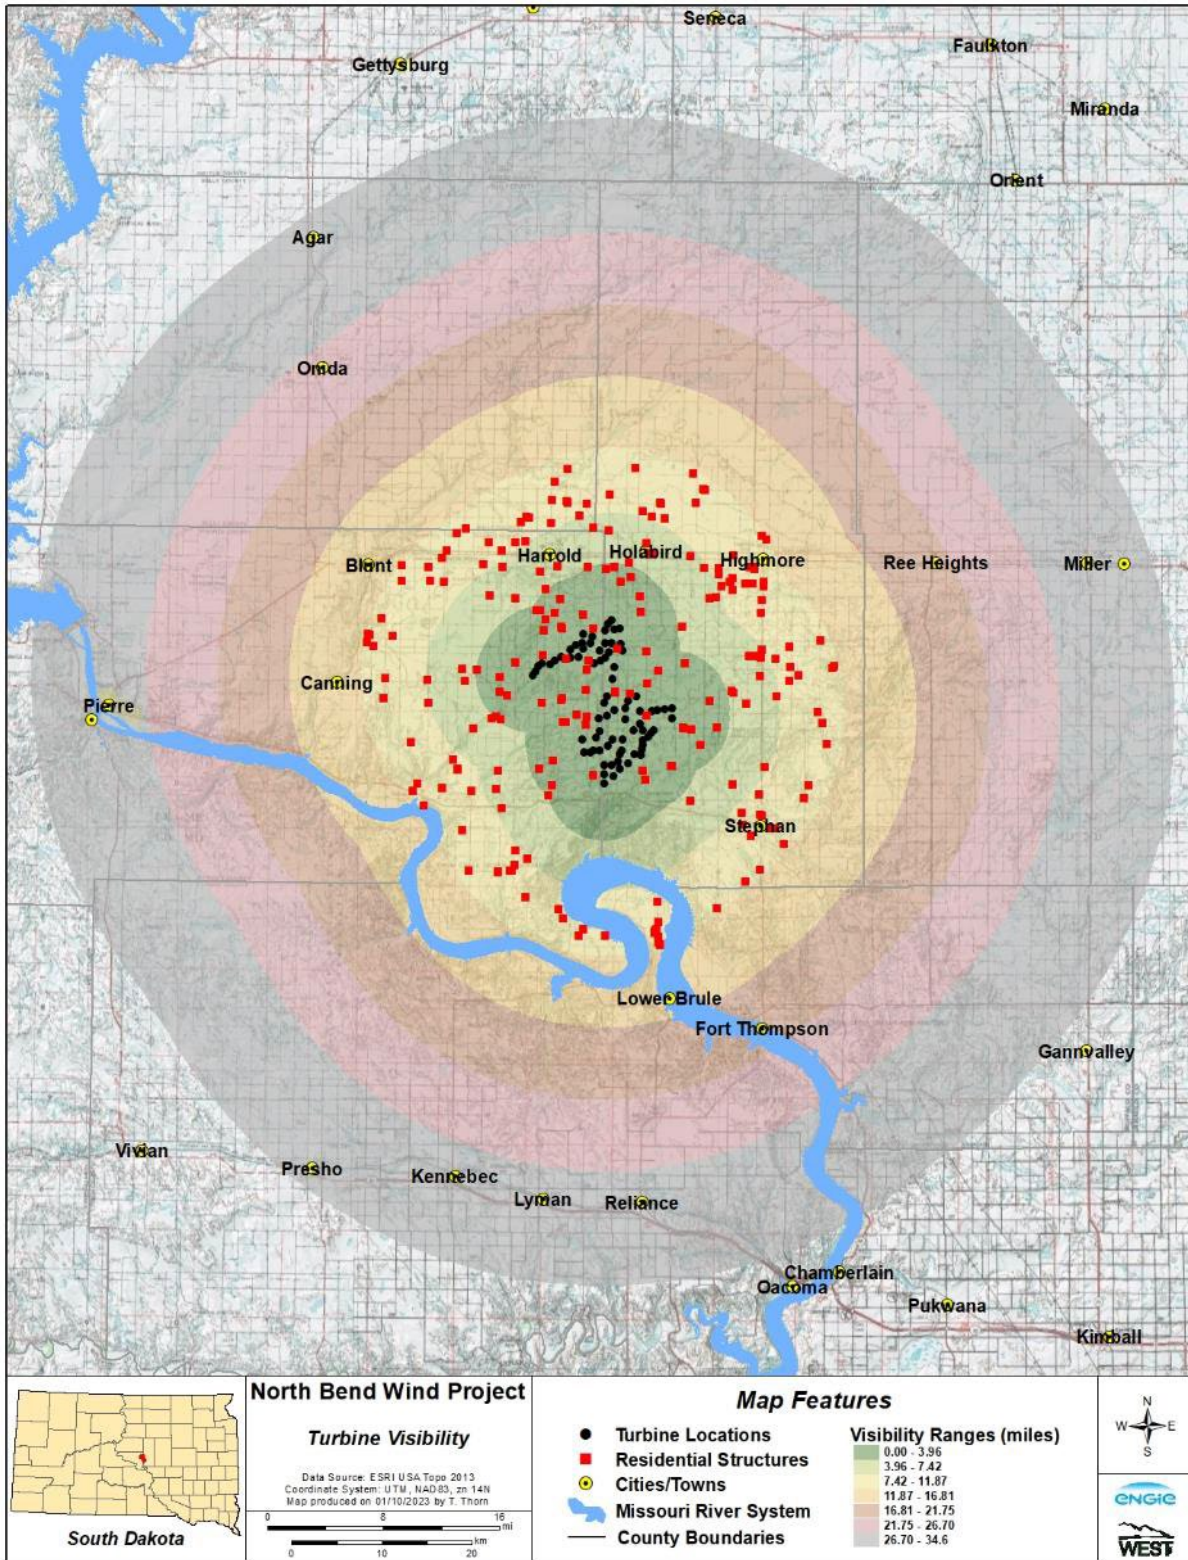 Seneca
Faulkton
Gettysburg
Miranda
Orient
Agar
Onida
Harrold
Holabird
Highmore
Blunt
Ree Heights
Miller
Canning
Pierre
Stephan
Lower Brule
Fort Thompson
Gannvalley
Vivian
Presho
Kennebec
Lyman
Reliance
Chamberlain
Oacoma
Pukwana
Kimball
South Dakota
North Bend Wind Project
Turbine Visibility
Data Source: ESRI USA Topo 2013
Coordinate System: UTM, NAD83, zn 14N
Map produced on 01/10/2023 by T. Thorn
0 8 16
mi
km
0 10 20
Map Features
Turbine Locations
Residential Structures
Cities/Towns
Missouri River System
County Boundaries
Visibility Ranges (miles)
0.00 - 3.96
3.96 - 7.42
7.42 - 11.87
11.87 - 16.81
16.81 - 21.75
21.75 - 26.70
26.70 - 34.6
N
W E
S
ENGIE
WEST